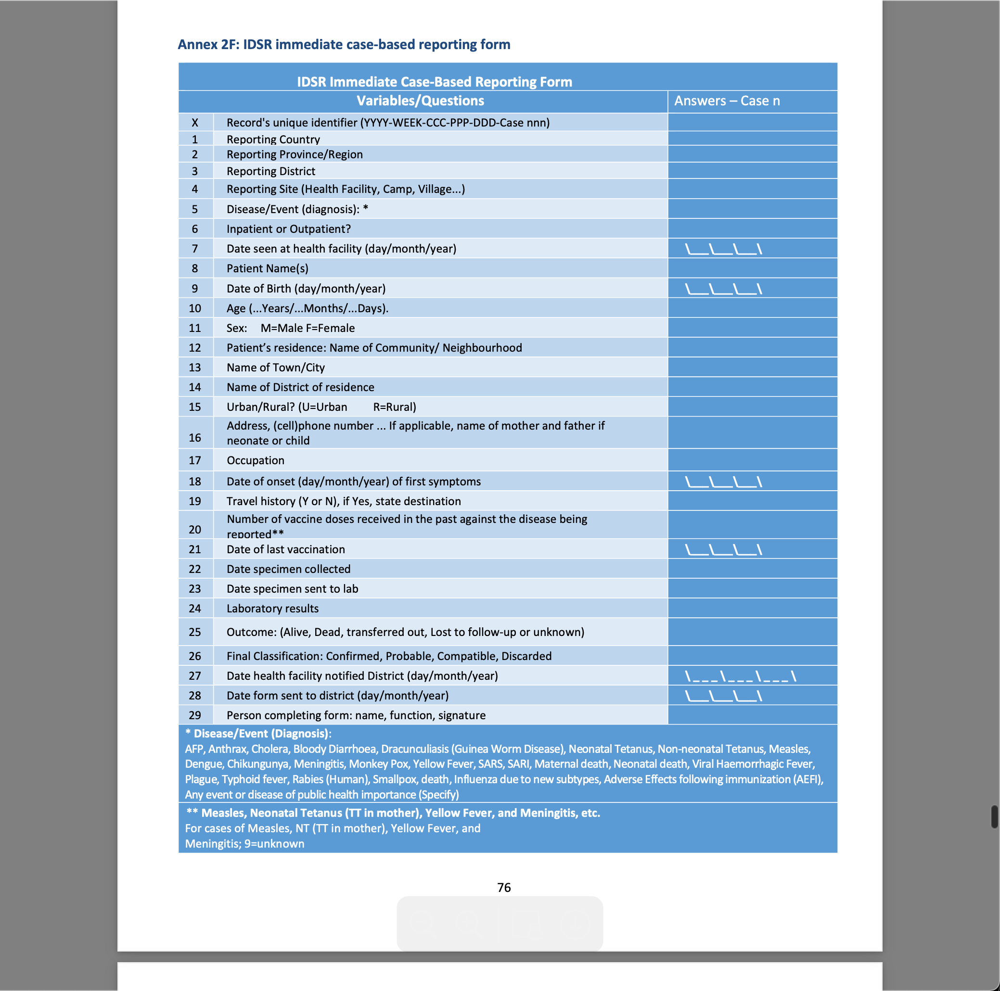 Annex 2F: IDSR immediate case-based reporting form
IDSR Immediate Case-Based Reporting Form
Variables/Questions Answers – Case n
X Record's unique identifier (YYYY-WEEK-CCC-PPP-DDD-Case nnn)
1 Reporting Country
2 Reporting Province/Region
3 Reporting District
4 Reporting Site (Health Facility, Camp, Village...)
5 Disease/Event (diagnosis): *
6 Inpatient or Outpatient?
7 Date seen at health facility (day/month/year) \__\__\__\
8 Patient Name(s)
9 Date of Birth (day/month/year) \__\__\__\
10 Age (...Years/...Months/...Days).
11 Sex: M=Male F=Female
12 Patient’s residence: Name of Community/ Neighbourhood
13 Name of Town/City
14 Name of District of residence
15 Urban/Rural? (U=Urban R=Rural)
16 Address, (cell)phone number ... If applicable, name of mother and father if
neonate or child
17 Occupation
18 Date of onset (day/month/year) of first symptoms \__\__\__\
19 Travel history (Y or N), if Yes, state destination
20 Number of vaccine doses received in the past against the disease being
reported**
21 Date of last vaccination \__\__\__\
22 Date specimen collected
23 Date specimen sent to lab
24 Laboratory results
25 Outcome: (Alive, Dead, transferred out, Lost to follow-up or unknown)
26 Final Classification: Confirmed, Probable, Compatible, Discarded
27 Date health facility notified District (day/month/year) \___\___\___\
28 Date form sent to district (day/month/year) \__\__\__\
29 Person completing form: name, function, signature
* Disease/Event (Diagnosis):
AFP, Anthrax, Cholera, Bloody Diarrhoea, Dracunculiasis (Guinea Worm Disease), Neonatal Tetanus, Non-neonatal Tetanus, Measles,
Dengue, Chikungunya, Meningitis, Monkey Pox, Yellow Fever, SARS, SARI, Maternal death, Neonatal death, Viral Haemorrhagic Fever,
Plague, Typhoid fever, Rabies (Human), Smallpox, death, Influenza due to new subtypes, Adverse Effects following immunization (AEFI),
Any event or disease of public health importance (Specify)
** Measles, Neonatal Tetanus (TT in mother), Yellow Fever, and Meningitis, etc.
For cases of Measles, NT (TT in mother), Yellow Fever, and
Meningitis; 9=unknown
76